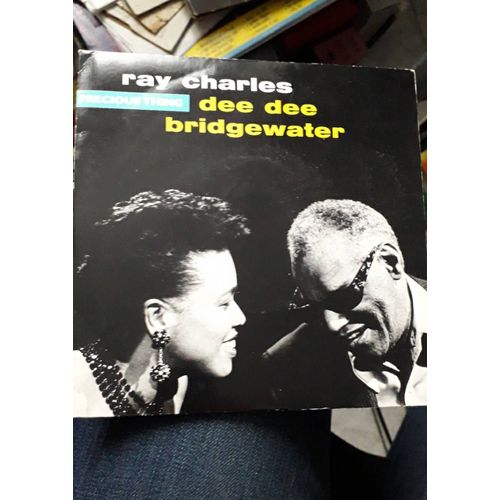 ray charles
PRECIOUS THING
dee dee
bridgewater